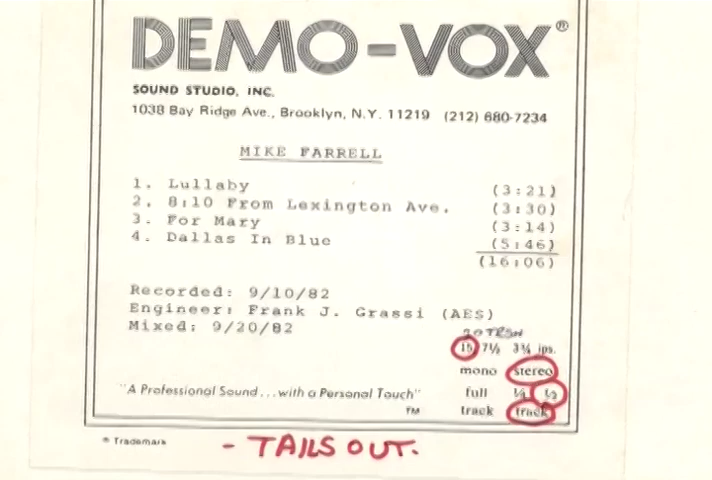 DEMO-VOX®
SOUND STUDIO, INC.
1038 Bay Ridge Ave., Brooklyn, N.Y. 11219 (212) 680-7234
MIKE FARRELL
1. Lullaby (3:21)
2. 8:10 From Lexington Ave. (3:30)
3. For Mary (3:14)
4. Dallas In Blue (5:46)
(16:06)
Recorded: 9/10/82
Engineer: Frank J. Grassi (AES)
Mixed: 9/20/82
15 7½ 3¾ ips.
mono stereo
"A Professional Sound...with a Personal Touch" full ¼ ½
TM track track
® Trademark
- TAILS OUT.